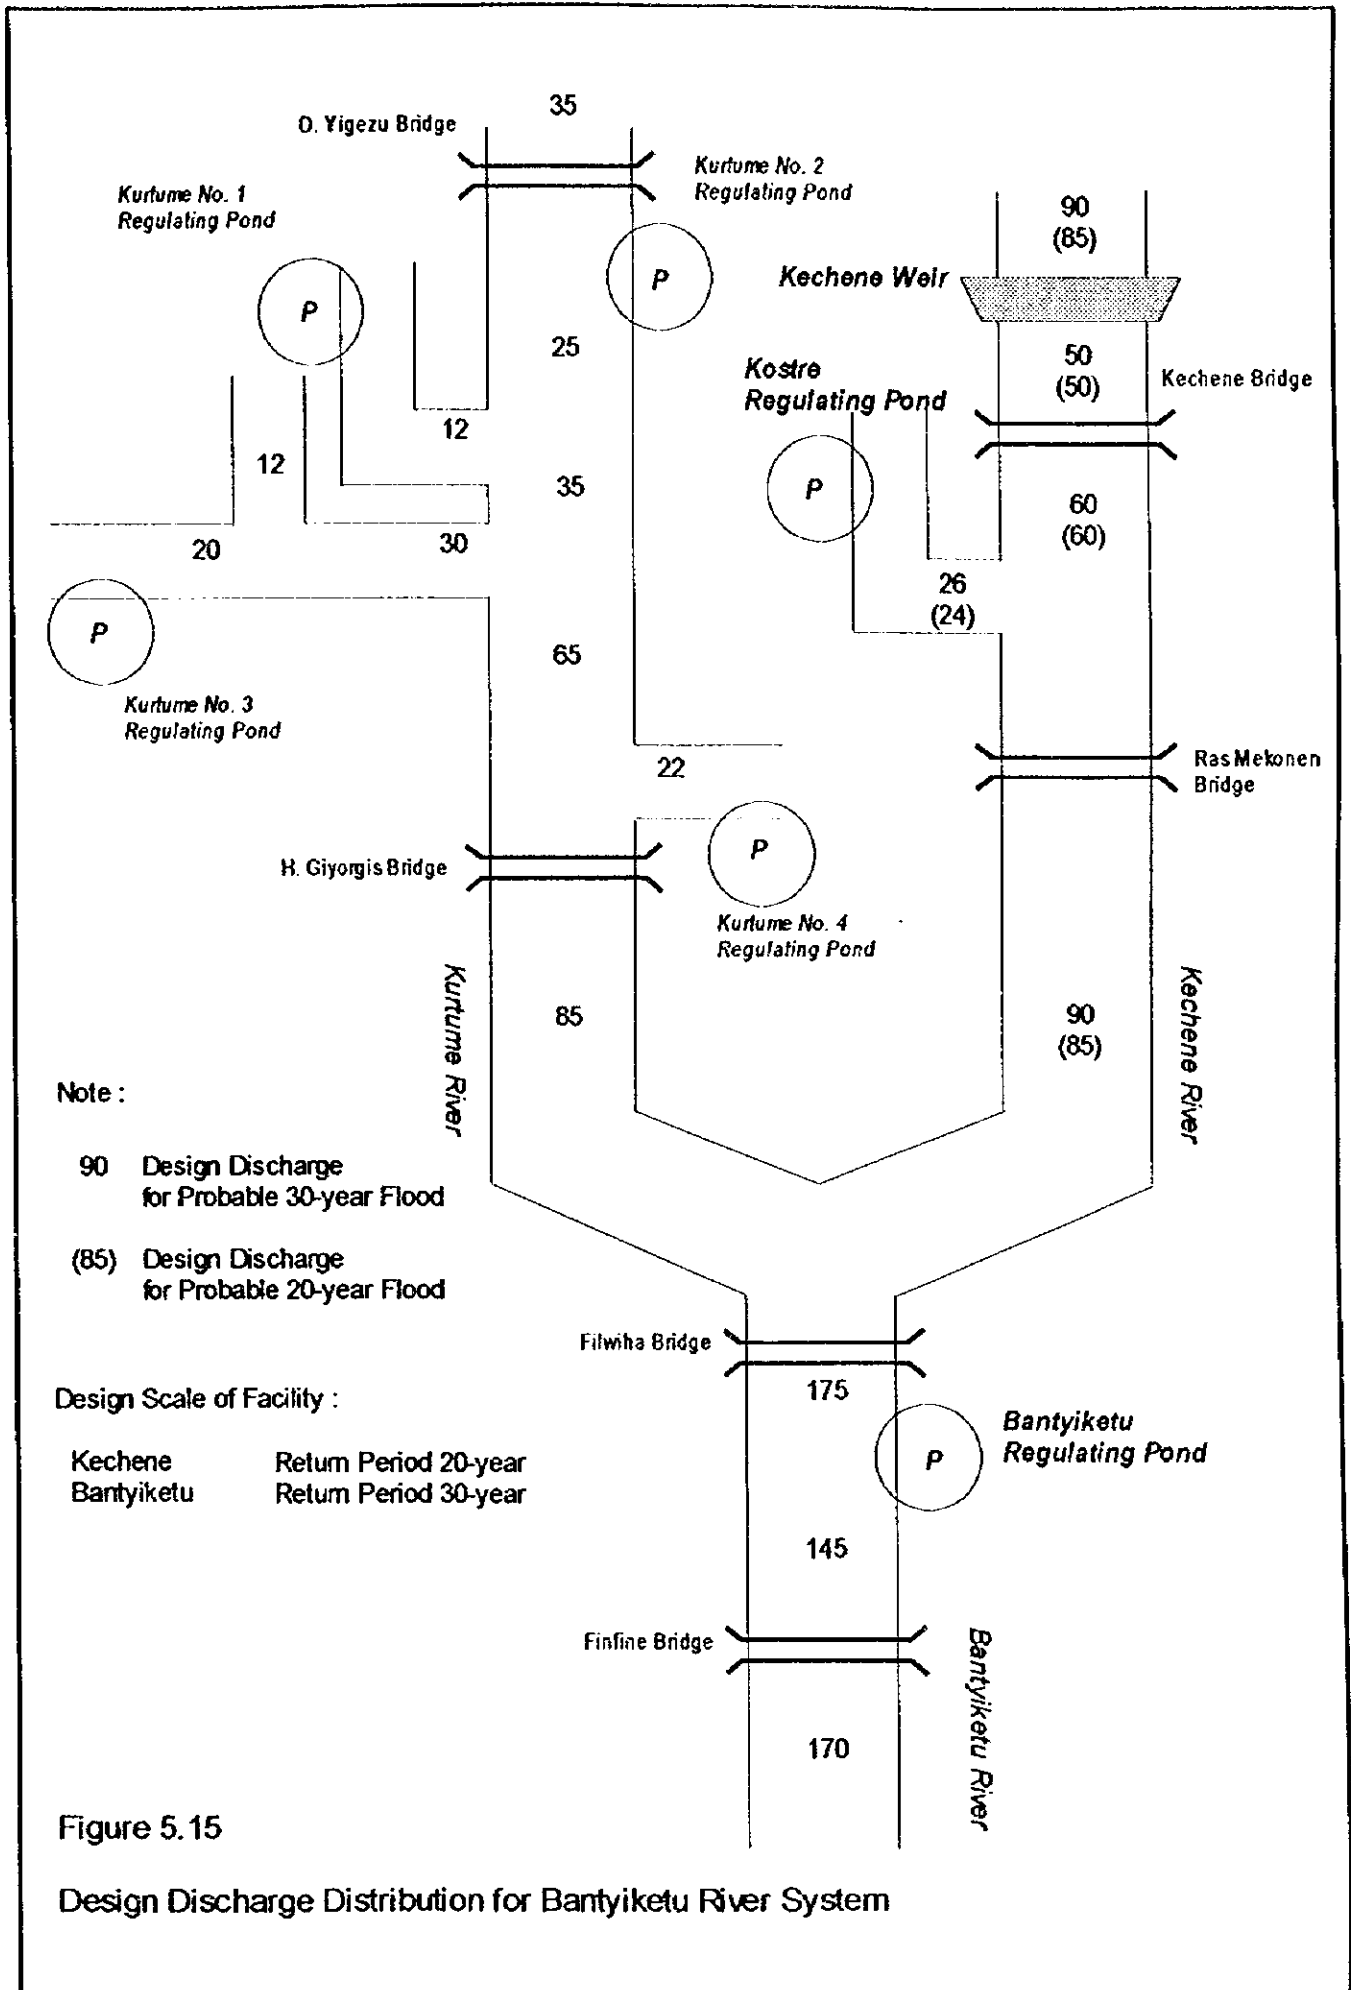 35
O. Yigezu Bridge
Kurtume No. 2
Regulating Pond
Kurtume No. 1
Regulating Pond
90
(85)
P
P
Kechene Weir
25
50
(50)
Kechene Bridge
Kostre
Regulating Pond
12
12
35
P
60
(60)
20
30
26
(24)
P
65
Kurtume No. 3
Regulating Pond
22
Ras Mekonen
Bridge
P
H. Giyorgis Bridge
Kurtume No. 4
Regulating Pond
Kurtume River
85
90
(85)
Kechene River
Note :
90 Design Discharge
for Probable 30-year Flood
(85) Design Discharge
for Probable 20-year Flood
Filwiha Bridge
175
Design Scale of Facility :
Bantyiketu
Regulating Pond
P
Kechene Return Period 20-year
Bantyiketu Return Period 30-year
145
Finfine Bridge
Bantyiketu River
170
Figure 5.15
Design Discharge Distribution for Bantyiketu River System